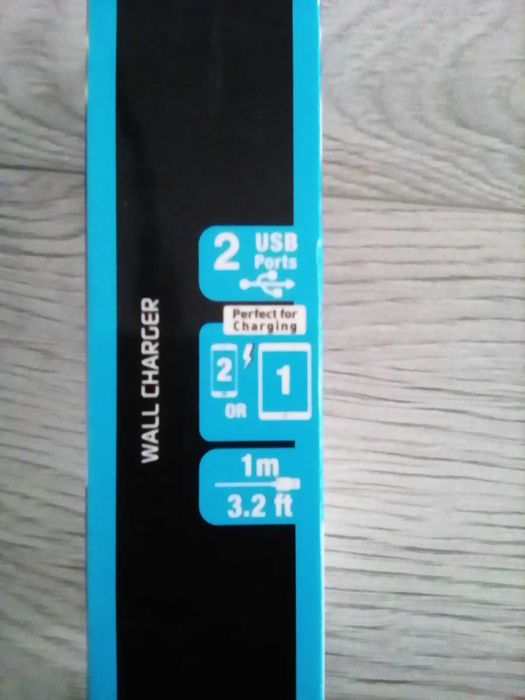 WALL CHARGER
2 USB
Ports
Perfect for
Charging
2 1
OR
1m
3.2 ft